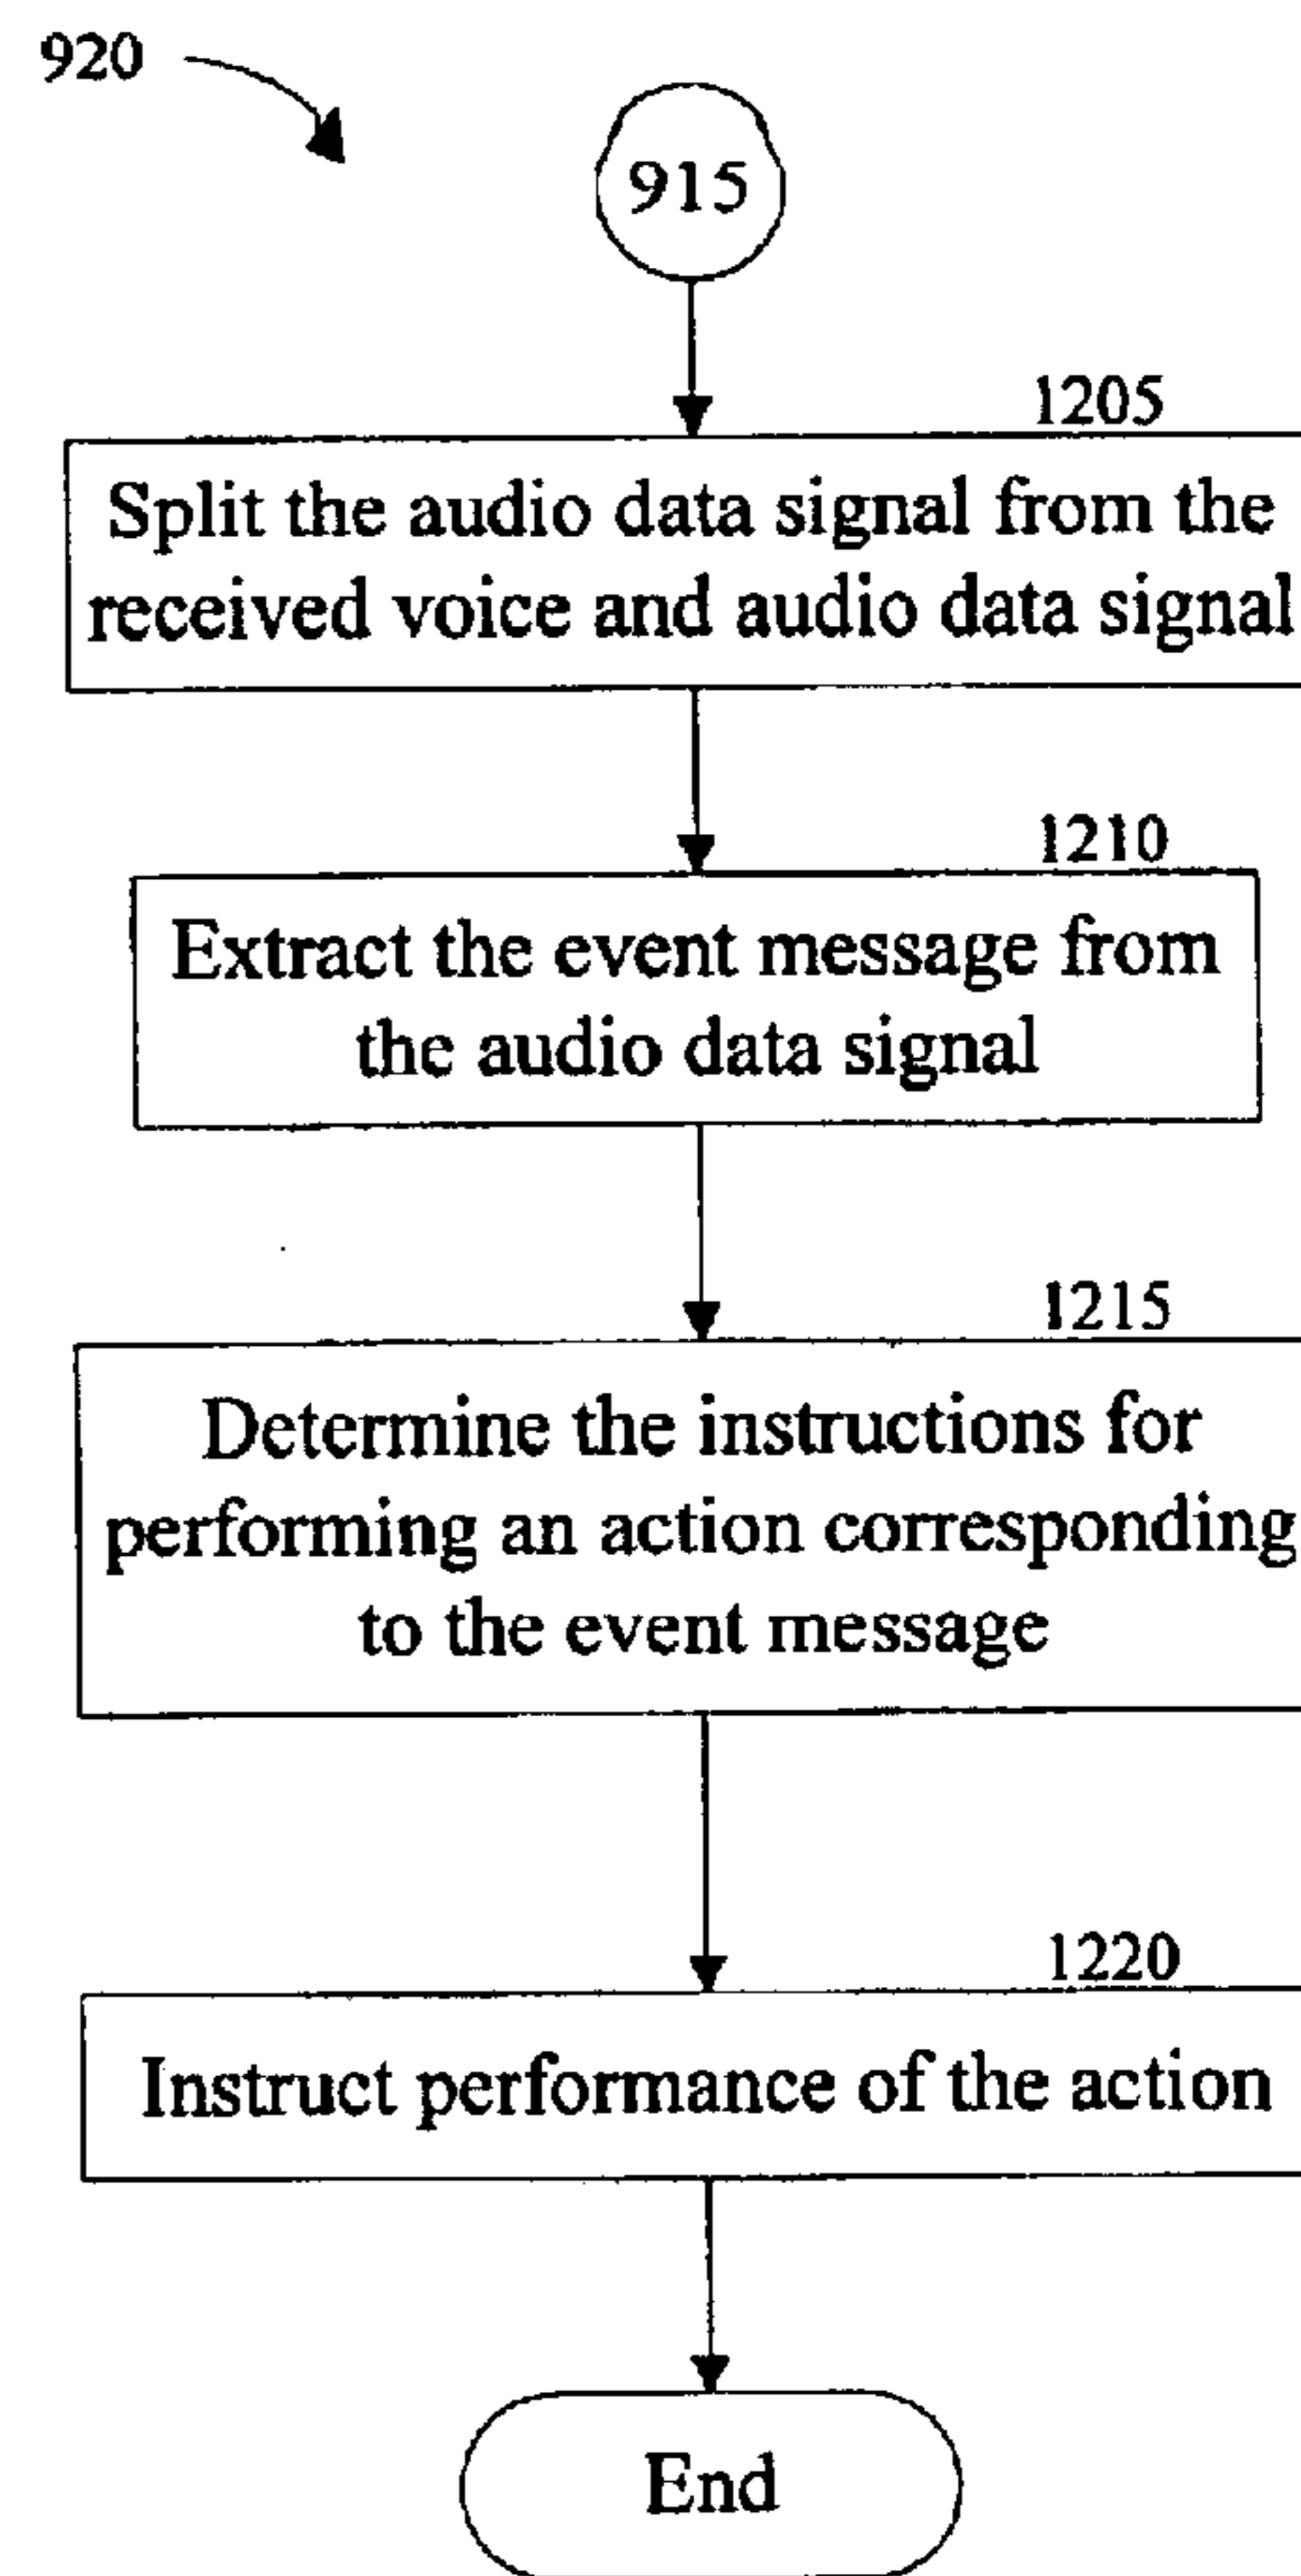 920
915
1205
Split the audio data signal from the
received voice and audio data signal
1210
Extract the event message from
the audio data signal
1215
Determine the instructions for
performing an action corresponding
to the event message
1220
Instruct performance of the action
End